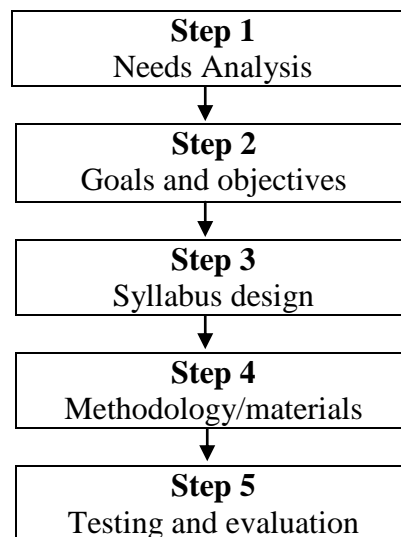 Step 1
Needs Analysis
Step 2
Goals and objectives
Step 3
Syllabus design
Step 4
Methodology/materials
Step 5
Testing and evaluation